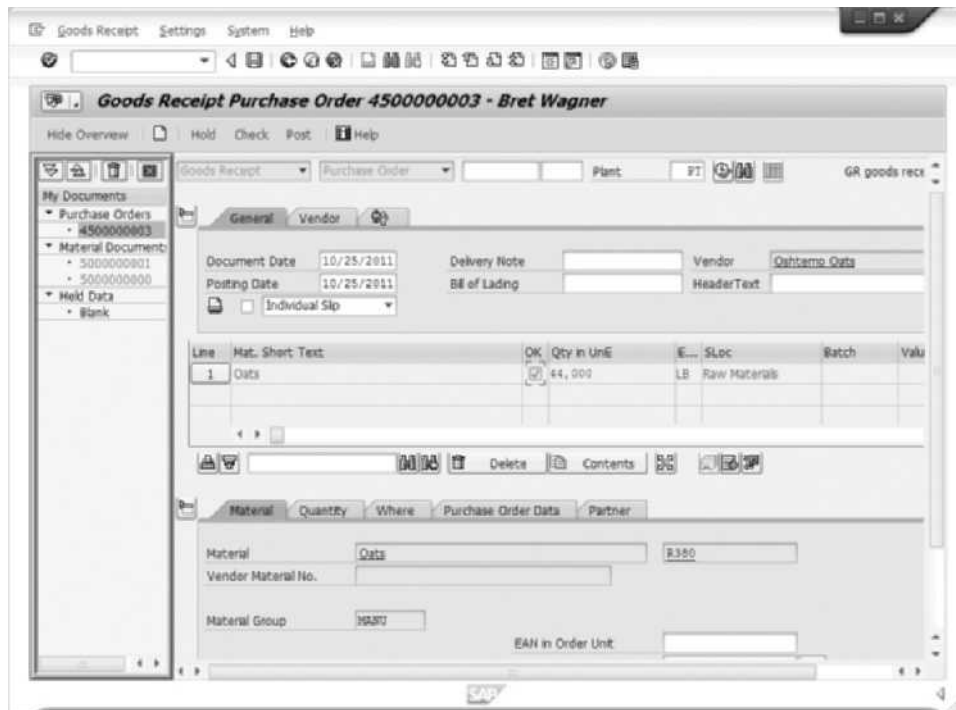 Goods Receipt Settings System Help
Goods Receipt Purchase Order 4500000003 - Bret Wagner
Hide Overview Hold Check Post Help
Goods Receipt Purchase Order Plant PT GR goods rece
My Documents
Purchase Orders
4500000003
Material Documents
5000000001
5000000000
Held Data
Blank
General Vendor
Document Date 10/25/2011 Delivery Note Vendor Oshtemo Oats
Posting Date 10/25/2011 Bill of Lading HeaderText
Individual Slip
Line Mat. Short Text OK Qty in UnE E... SLoc Batch Valu
1 Oats 44,000 LB Raw Materials
Delete Contents
Material Quantity Where Purchase Order Data Partner
Material Oats R380
Vendor Material No.
Material Group MANU
EAN in Order Unit
SAP